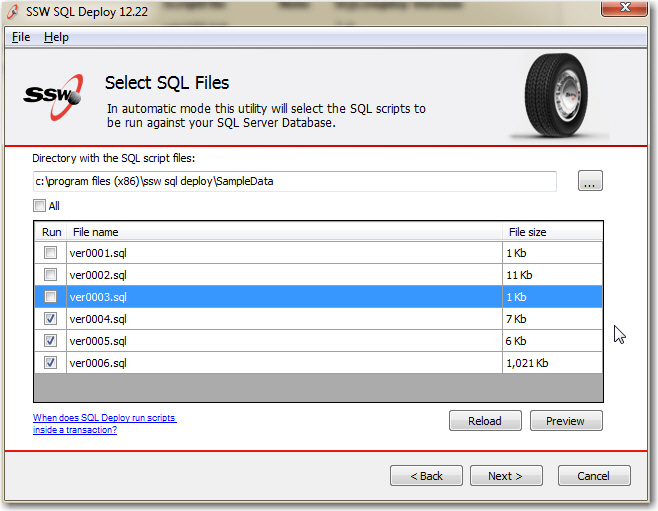 SSW SQL Deploy 12.22
File Help
SSW
Select SQL Files
In automatic mode this utility will select the SQL scripts to
be run against your SQL Server Database.
Directory with the SQL script files:
c:\program files (x86)\ssw sql deploy\SampleData
...
All
Run File name File size
ver0001.sql 1 Kb
ver0002.sql 11 Kb
ver0003.sql 1 Kb
ver0004.sql 7 Kb
ver0005.sql 6 Kb
ver0006.sql 1,021 Kb
When does SQL Deploy run scripts
inside a transaction?
Reload Preview
< Back Next > Cancel